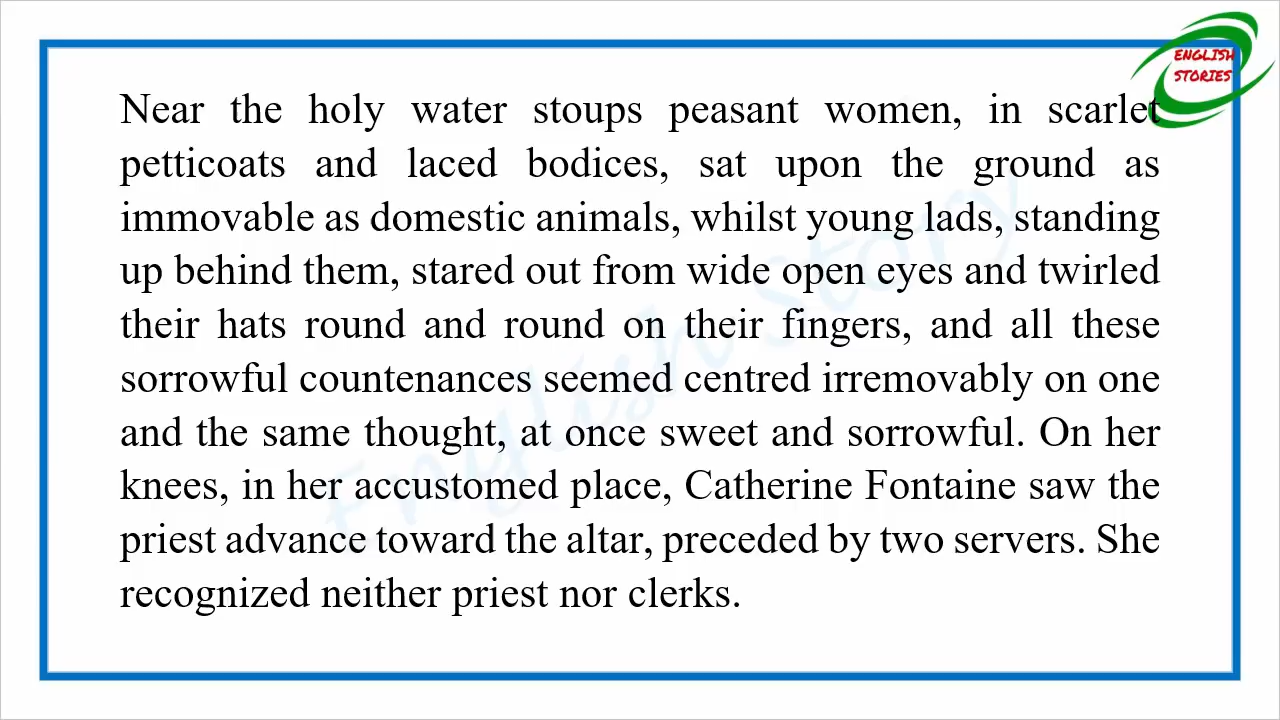 ENGLISH
STORIES
Near the holy water stoups peasant women, in scarlet
petticoats and laced bodices, sat upon the ground as
immovable as domestic animals, whilst young lads, standing
up behind them, stared out from wide open eyes and twirled
their hats round and round on their fingers, and all these
sorrowful countenances seemed centred irremovably on one
and the same thought, at once sweet and sorrowful. On her
knees, in her accustomed place, Catherine Fontaine saw the
priest advance toward the altar, preceded by two servers. She
recognized neither priest nor clerks.
English Story